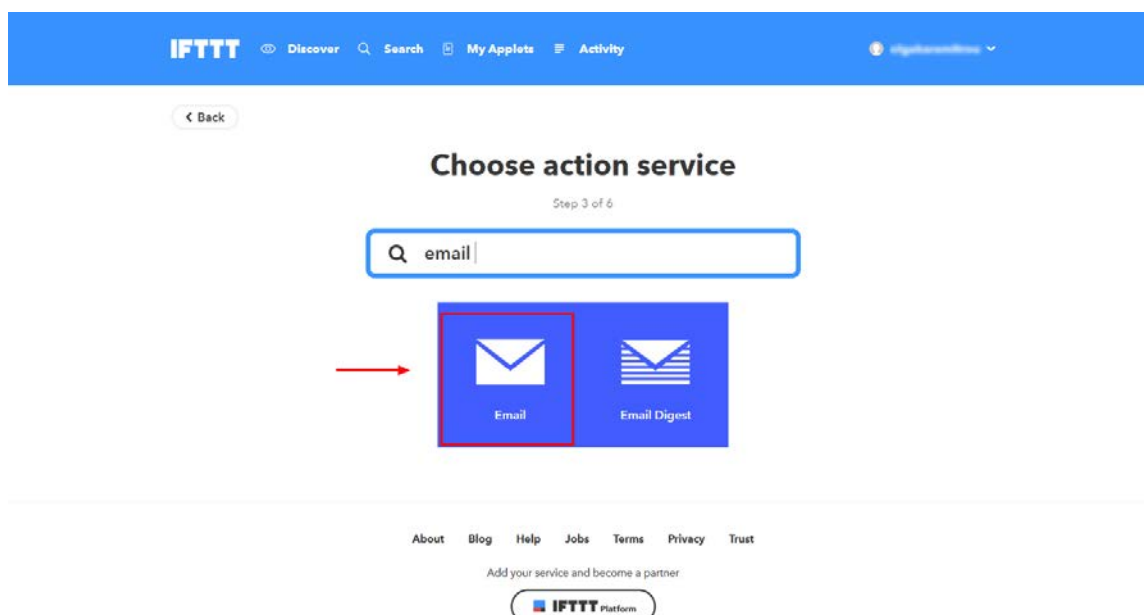 IFTTT Discover Search My Applets Activity
Back
Choose action service
Step 3 of 6
email
Email Email Digest
About Blog Help Jobs Terms Privacy Trust
Add your service and become a partner
IFTTT Platform